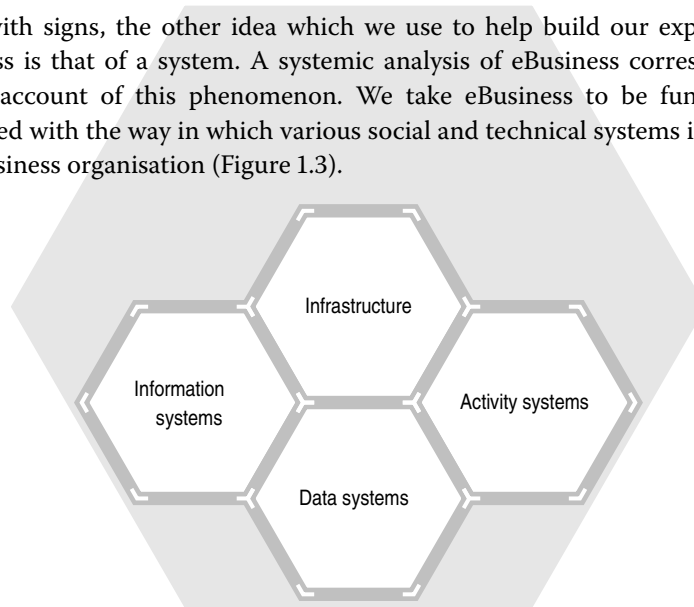 with signs, the other idea which we use to help build our exp
ss is that of a system. A systemic analysis of eBusiness corres
account of this phenomenon. We take eBusiness to be fun
ed with the way in which various social and technical systems i
siness organisation (Figure 1.3).
Infrastructure
Information
systems
Activity systems
Data systems